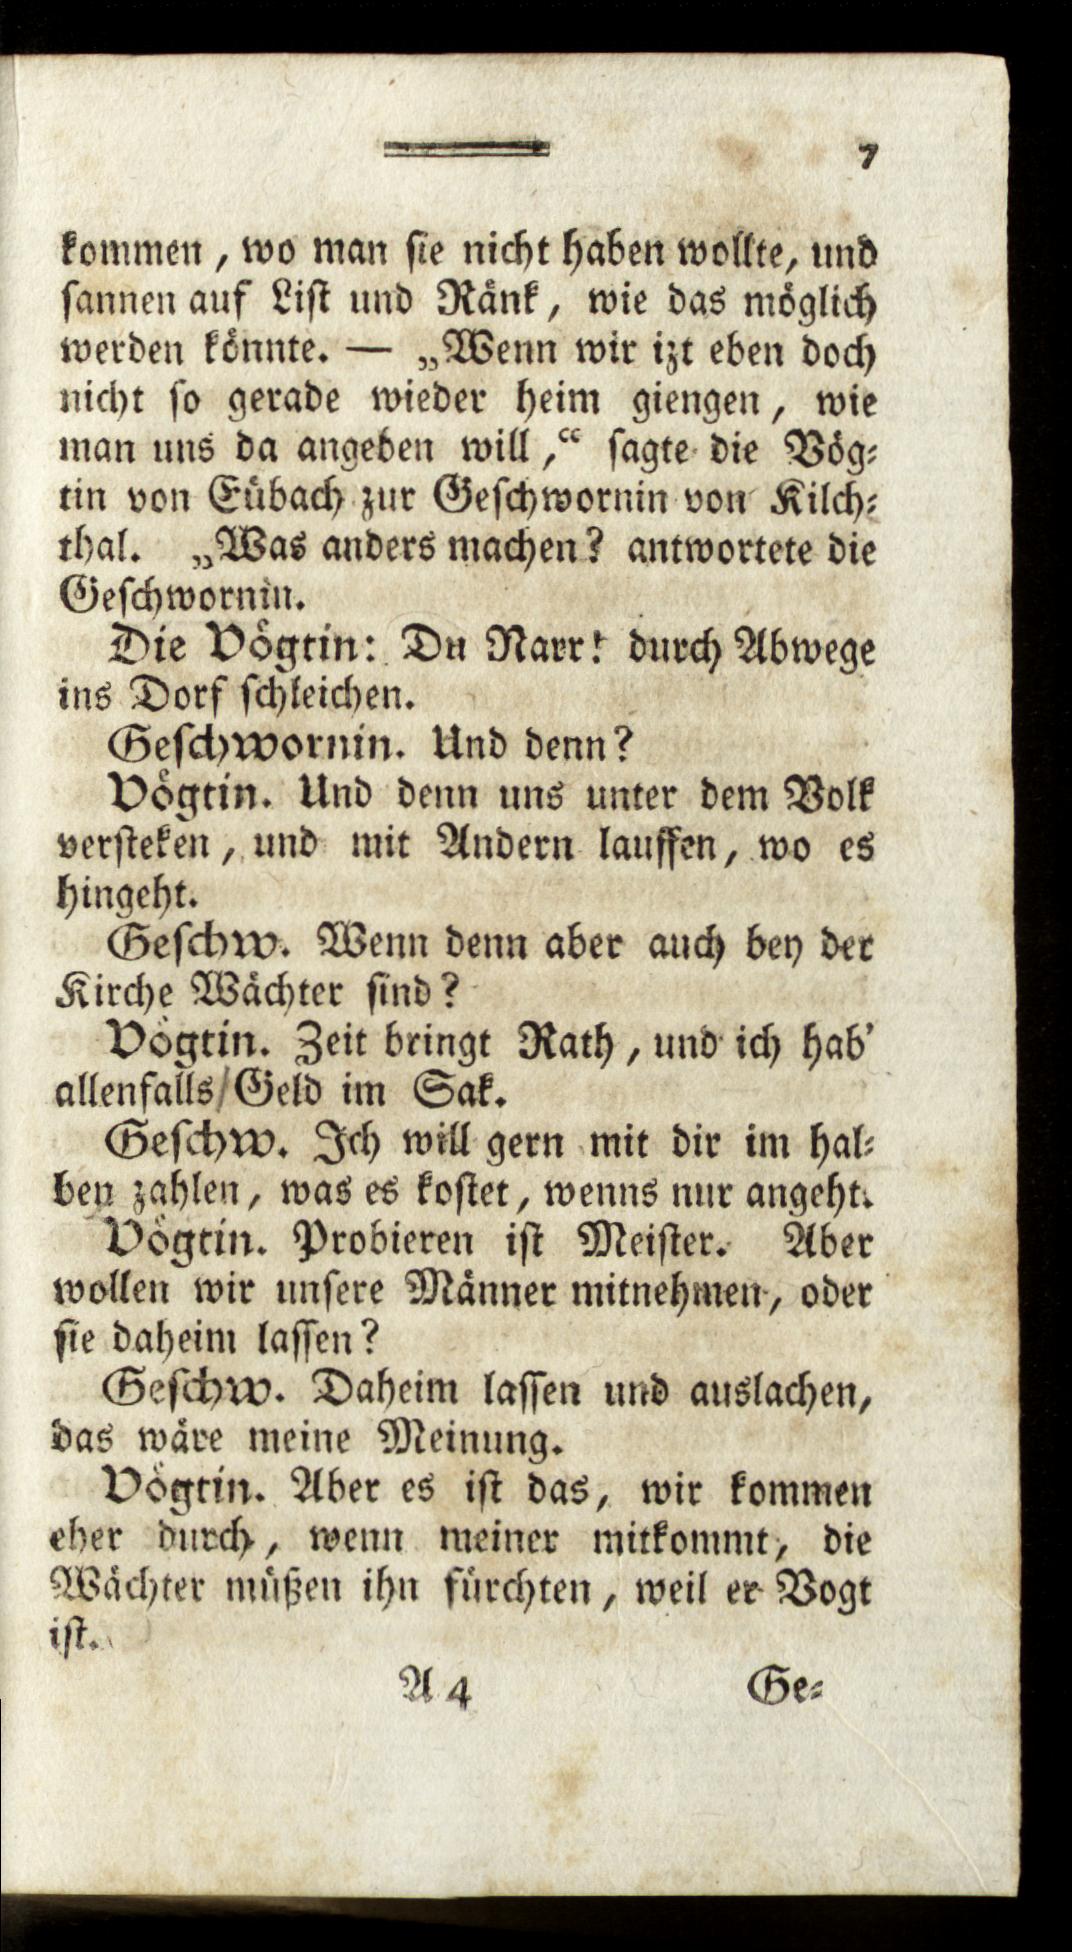 7
kommen, wo man sie nicht haben wollte, und
sannen auf List und Ränk, wie das möglich
werden könnte. — „Wenn wir izt eben doch
nicht so gerade wieder heim giengen, wie
man uns da angeben will,“ sagte die Vög-
tin von Eübach zur Geschwornin von Kilch-
thal. „Was anders machen? antwortete die
Geschwornin.
Die Vögtin: Du Narr! durch Abwege
ins Dorf schleichen.
Geschwornin. Und denn?
Vögtin. Und denn uns unter dem Volk
versteken, und mit Andern lauffen, wo es
hingeht.
Geschw. Wenn denn aber auch bey der
Kirche Wächter sind?
Vögtin. Zeit bringt Rath, und ich hab'
allenfalls Geld im Sak.
Geschw. Ich will gern mit dir im hal-
ben zahlen, was es kostet, wenns nur angeht.
Vögtin. Probieren ist Meister. Aber
wollen wir unsere Männer mitnehmen, oder
sie daheim lassen?
Geschw. Daheim lassen und auslachen,
das wäre meine Meinung.
Vögtin. Aber es ist das, wir kommen
eher durch, wenn meiner mitkommt, die
Wächter müßen ihn fürchten, weil er Vogt
ist.
A 4 Ge-